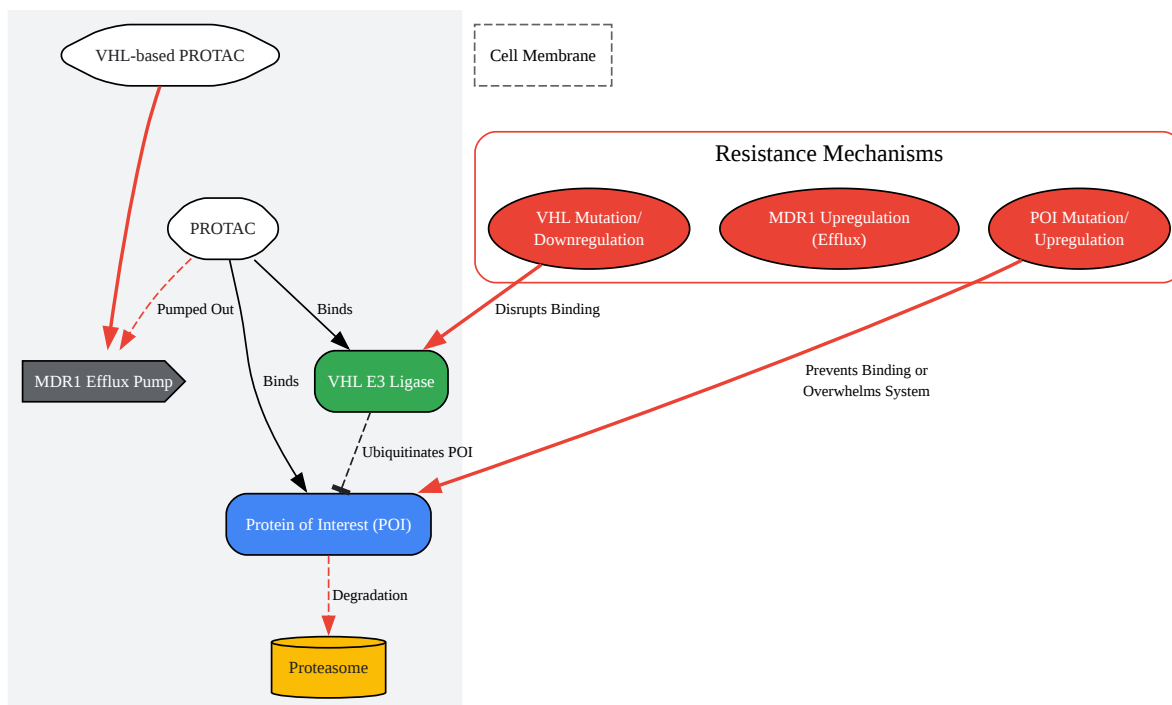 VHL-based PROTAC
Cell Membrane
Resistance Mechanisms
PROTAC
VHL Mutation/
Downregulation
MDR1 Upregulation
(Efflux)
POI Mutation/
Upregulation
Pumped Out
Binds
Disrupts Binding
MDR1 Efflux Pump
Binds
VHL E3 Ligase
Prevents Binding or
Overwhelms System
Ubiquitinates POI
Protein of Interest (POI)
Degradation
Proteasome